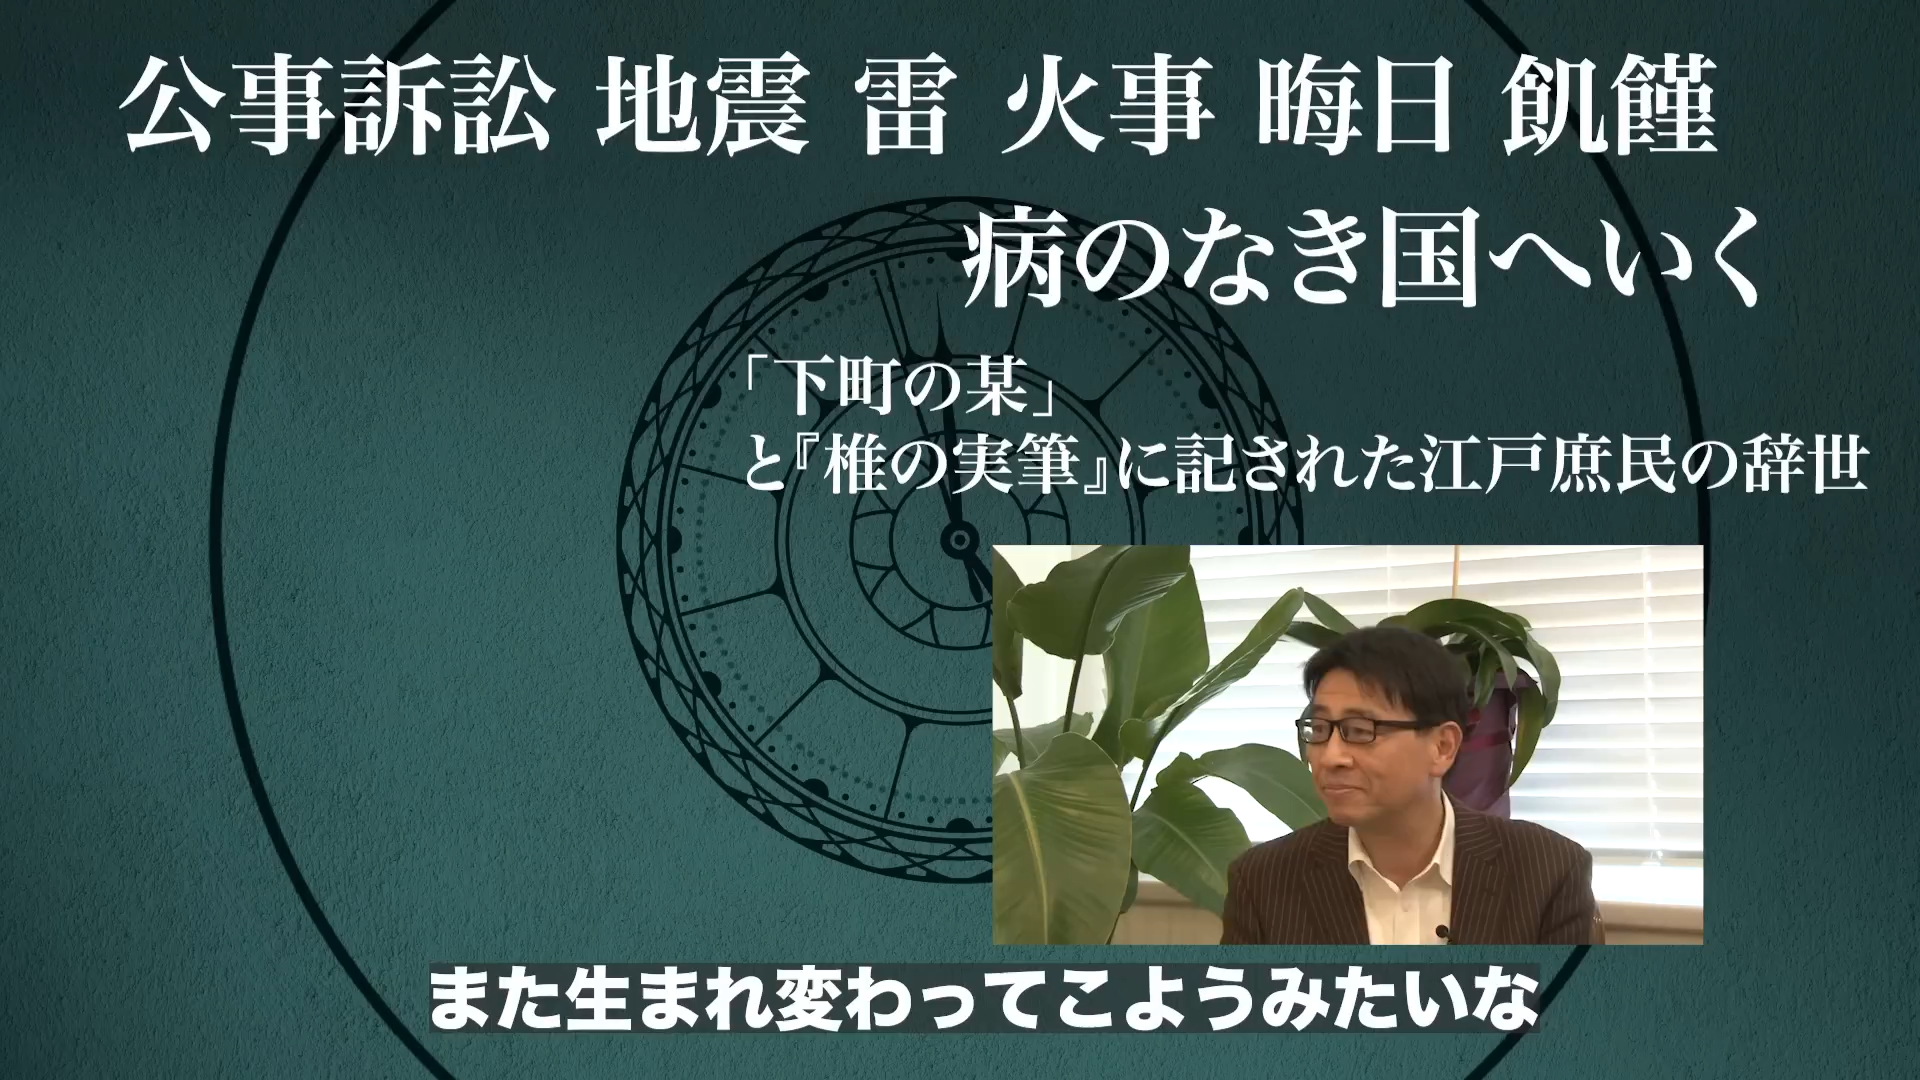 公事訴訟 地震 雷 火事 晦日 飢饉
病のなき国へいく
「下町の某」
と『椎の実筆』に記された江戸庶民の辞世
また生まれ変わってこようみたいな